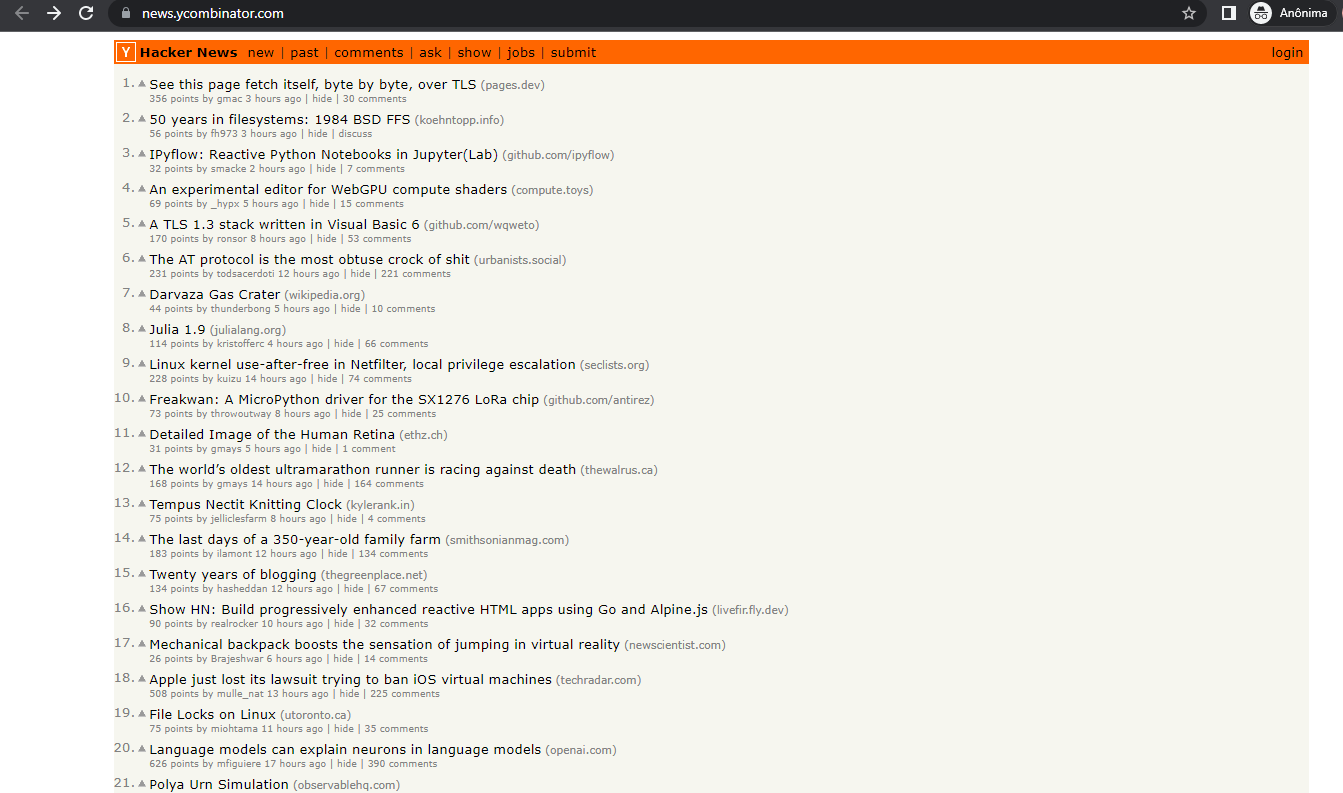 news.ycombinator.com Anônima
Y Hacker News new | past | comments | ask | show | jobs | submit login
1. See this page fetch itself, byte by byte, over TLS (pages.dev)
356 points by gmac 3 hours ago | hide | 30 comments
2. 50 years in filesystems: 1984 BSD FFS (koehntopp.info)
56 points by fh973 3 hours ago | hide | discuss
3. IPyflow: Reactive Python Notebooks in Jupyter(Lab) (github.com/ipyflow)
32 points by smacke 2 hours ago | hide | 7 comments
4. An experimental editor for WebGPU compute shaders (compute.toys)
69 points by _hypx 5 hours ago | hide | 15 comments
5. A TLS 1.3 stack written in Visual Basic 6 (github.com/wqweto)
170 points by ronsor 8 hours ago | hide | 53 comments
6. The AT protocol is the most obtuse crock of shit (urbanists.social)
231 points by todsacerdoti 12 hours ago | hide | 221 comments
7. Darvaza Gas Crater (wikipedia.org)
44 points by thunderbong 5 hours ago | hide | 10 comments
8. Julia 1.9 (julialang.org)
114 points by kristofferc 4 hours ago | hide | 66 comments
9. Linux kernel use-after-free in Netfilter, local privilege escalation (seclists.org)
228 points by kuizu 14 hours ago | hide | 74 comments
10. Freakwan: A MicroPython driver for the SX1276 LoRa chip (github.com/antirez)
73 points by throwoutway 8 hours ago | hide | 25 comments
11. Detailed Image of the Human Retina (ethz.ch)
31 points by gmays 5 hours ago | hide | 1 comment
12. The world’s oldest ultramarathon runner is racing against death (thewalrus.ca)
168 points by gmays 14 hours ago | hide | 164 comments
13. Tempus Nectit Knitting Clock (kylerank.in)
75 points by jelliclesfarm 8 hours ago | hide | 4 comments
14. The last days of a 350-year-old family farm (smithsonianmag.com)
183 points by ilamont 12 hours ago | hide | 134 comments
15. Twenty years of blogging (thegreenplace.net)
134 points by hasheddan 12 hours ago | hide | 67 comments
16. Show HN: Build progressively enhanced reactive HTML apps using Go and Alpine.js (livefir.fly.dev)
90 points by realrocker 10 hours ago | hide | 32 comments
17. Mechanical backpack boosts the sensation of jumping in virtual reality (newscientist.com)
26 points by Brajeshwar 6 hours ago | hide | 14 comments
18. Apple just lost its lawsuit trying to ban iOS virtual machines (techradar.com)
508 points by mulle_nat 13 hours ago | hide | 225 comments
19. File Locks on Linux (utoronto.ca)
75 points by miohtama 11 hours ago | hide | 35 comments
20. Language models can explain neurons in language models (openai.com)
626 points by mfiguiere 17 hours ago | hide | 390 comments
21. Polya Urn Simulation (observablehq.com)